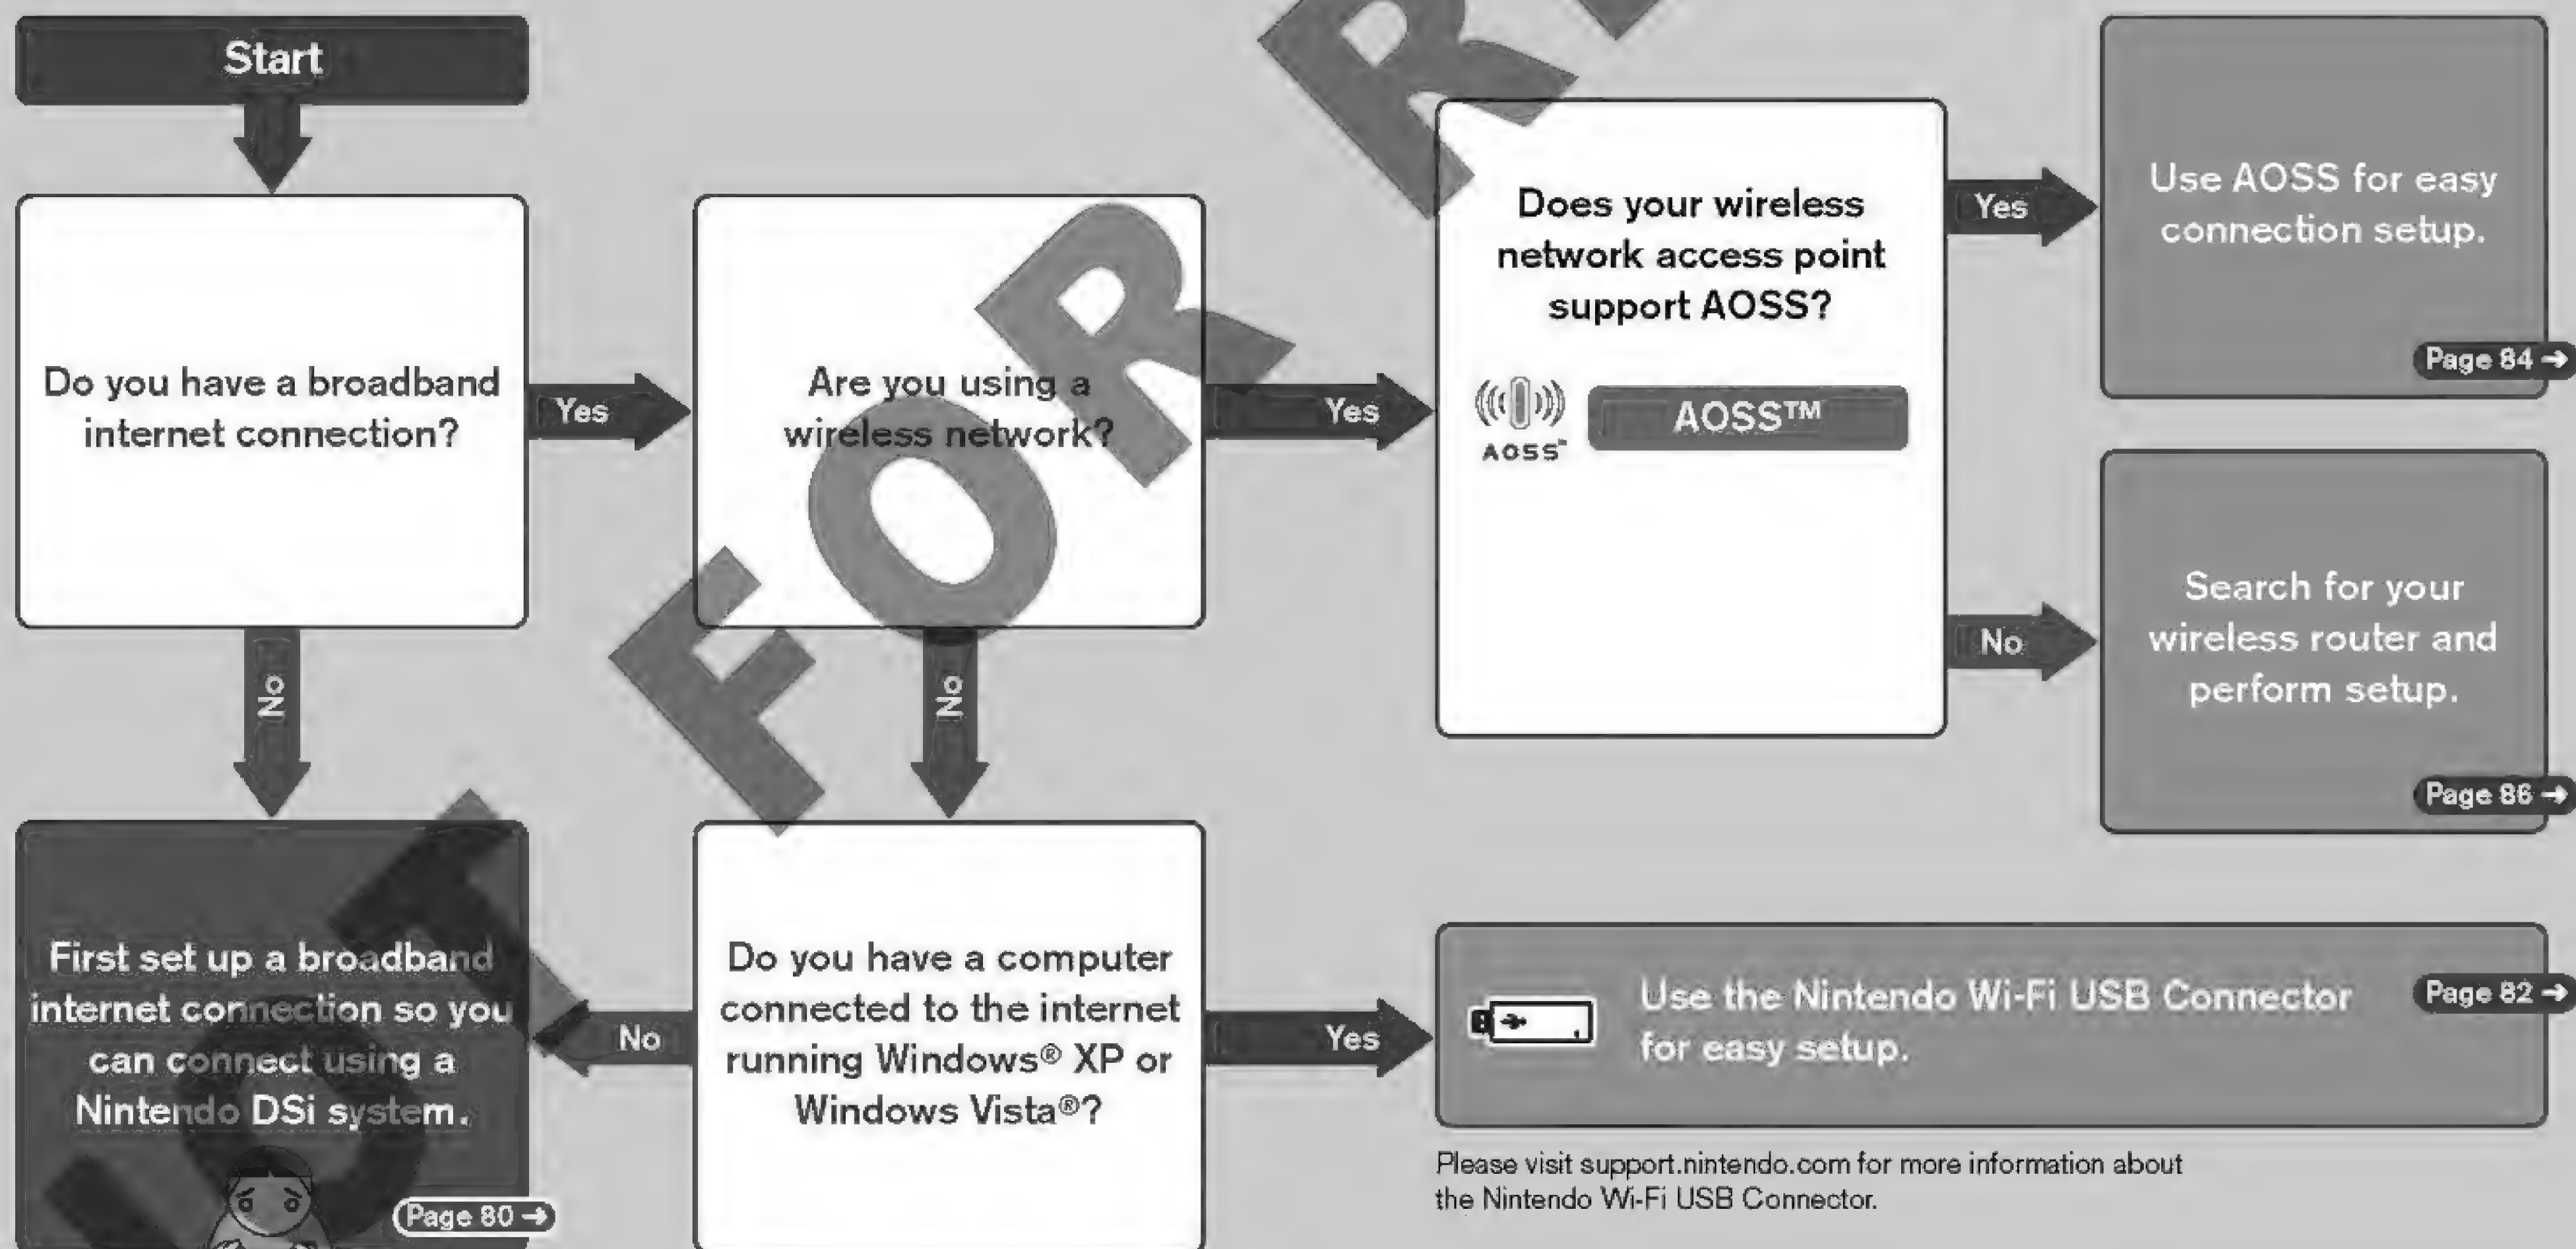 Start
Do you have a broadband
internet connection?
Yes
No
Are you using a
wireless network?
Yes
No
Does your wireless
network access point
support AOSS?
AOSS™
AOSS™
Yes
Use AOSS for easy
connection setup.
Page 84 →
No
Search for your
wireless router and
perform setup.
Page 86 →
First set up a broadband
internet connection so you
can connect using a
Nintendo DSi system.
Page 80 →
No
Do you have a computer
connected to the internet
running Windows® XP or
Windows Vista®?
Yes
Use the Nintendo Wi-Fi USB Connector
for easy setup.
Page 82 →
Please visit support.nintendo.com for more information about
the Nintendo Wi-Fi USB Connector.
FOR